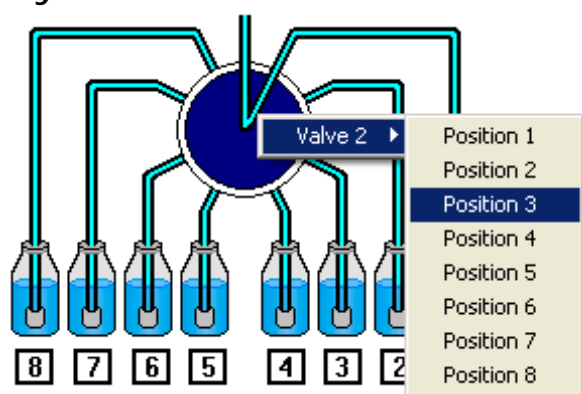 Valve 2
Position 1
Position 2
Position 3
Position 4
Position 5
Position 6
Position 7
Position 8
8 7 6 5 4 3 2